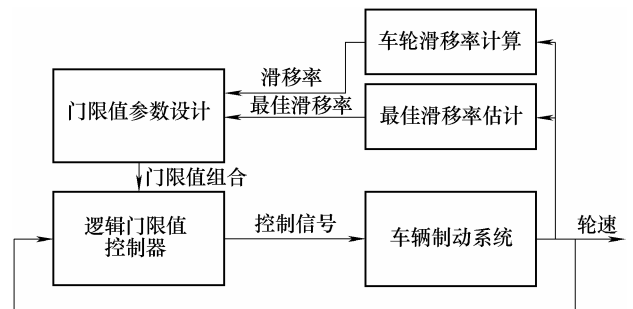 车轮滑移率计算
滑移率
门限值参数设计
最佳滑移率
最佳滑移率估计
门限值组合
逻辑门限值
控制器
控制信号
车辆制动系统
轮速